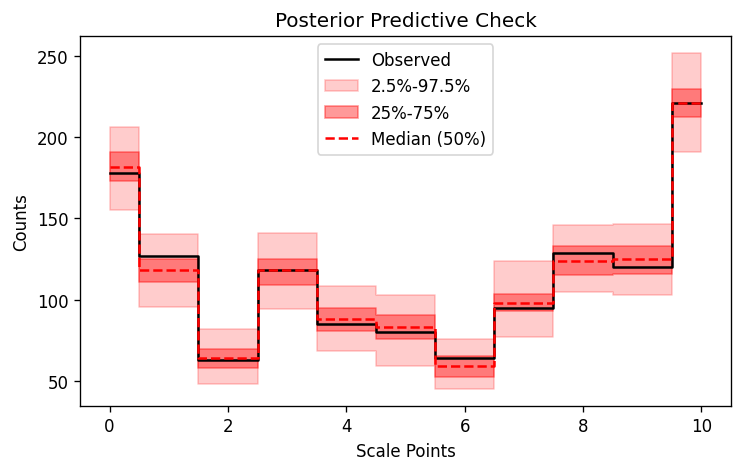 Posterior Predictive Check
250
200
150
100
50
Counts
Observed
2.5%-97.5%
25%-75%
Median (50%)
0 2 4 6 8 10
Scale Points